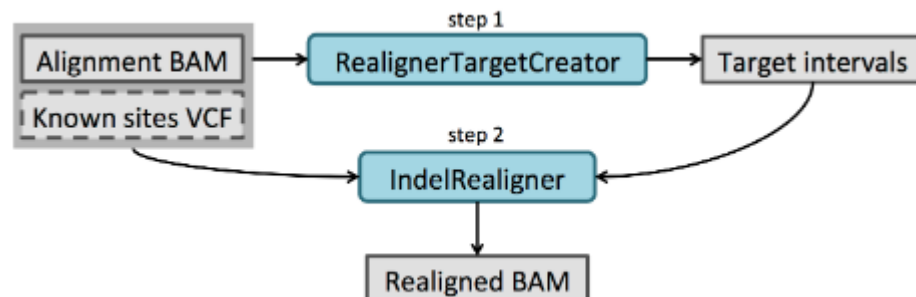 step 1
Alignment BAM
RealignerTargetCreator
Target intervals
Known sites VCF
step 2
IndelRealigner
Realigned BAM